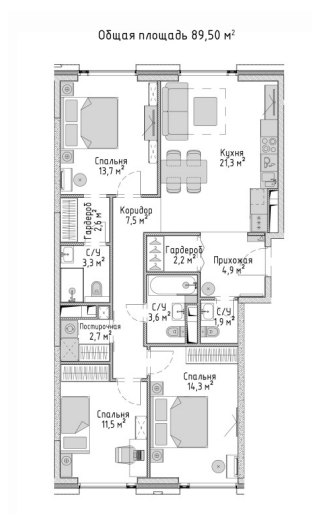 Общая площадь 89,50 м²
Спальня
13,7 м²
Кухня
21,3 м²
Гардероб
2,6 м²
Коридор
7,5 м²
С/У
3,3 м²
Гардероб
2,2 м²
Прихожая
4,9 м²
С/У
3,6 м²
С/У
1,9 м²
Постирочная
2,7 м²
Спальня
11,5 м²
Спальня
14,3 м²